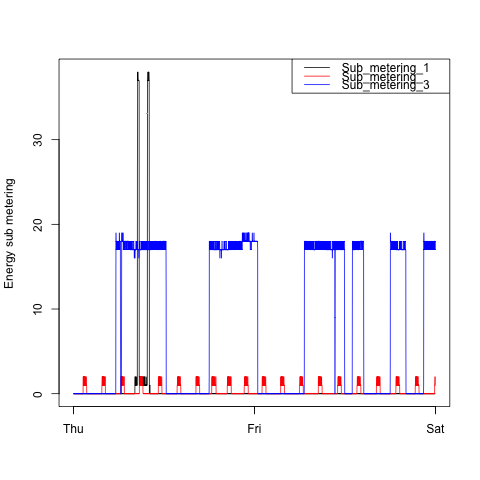 Sub_metering_1
Sub_metering_
Sub_metering_3
Energy sub metering
30
20
10
0
Thu
Fri
Sat